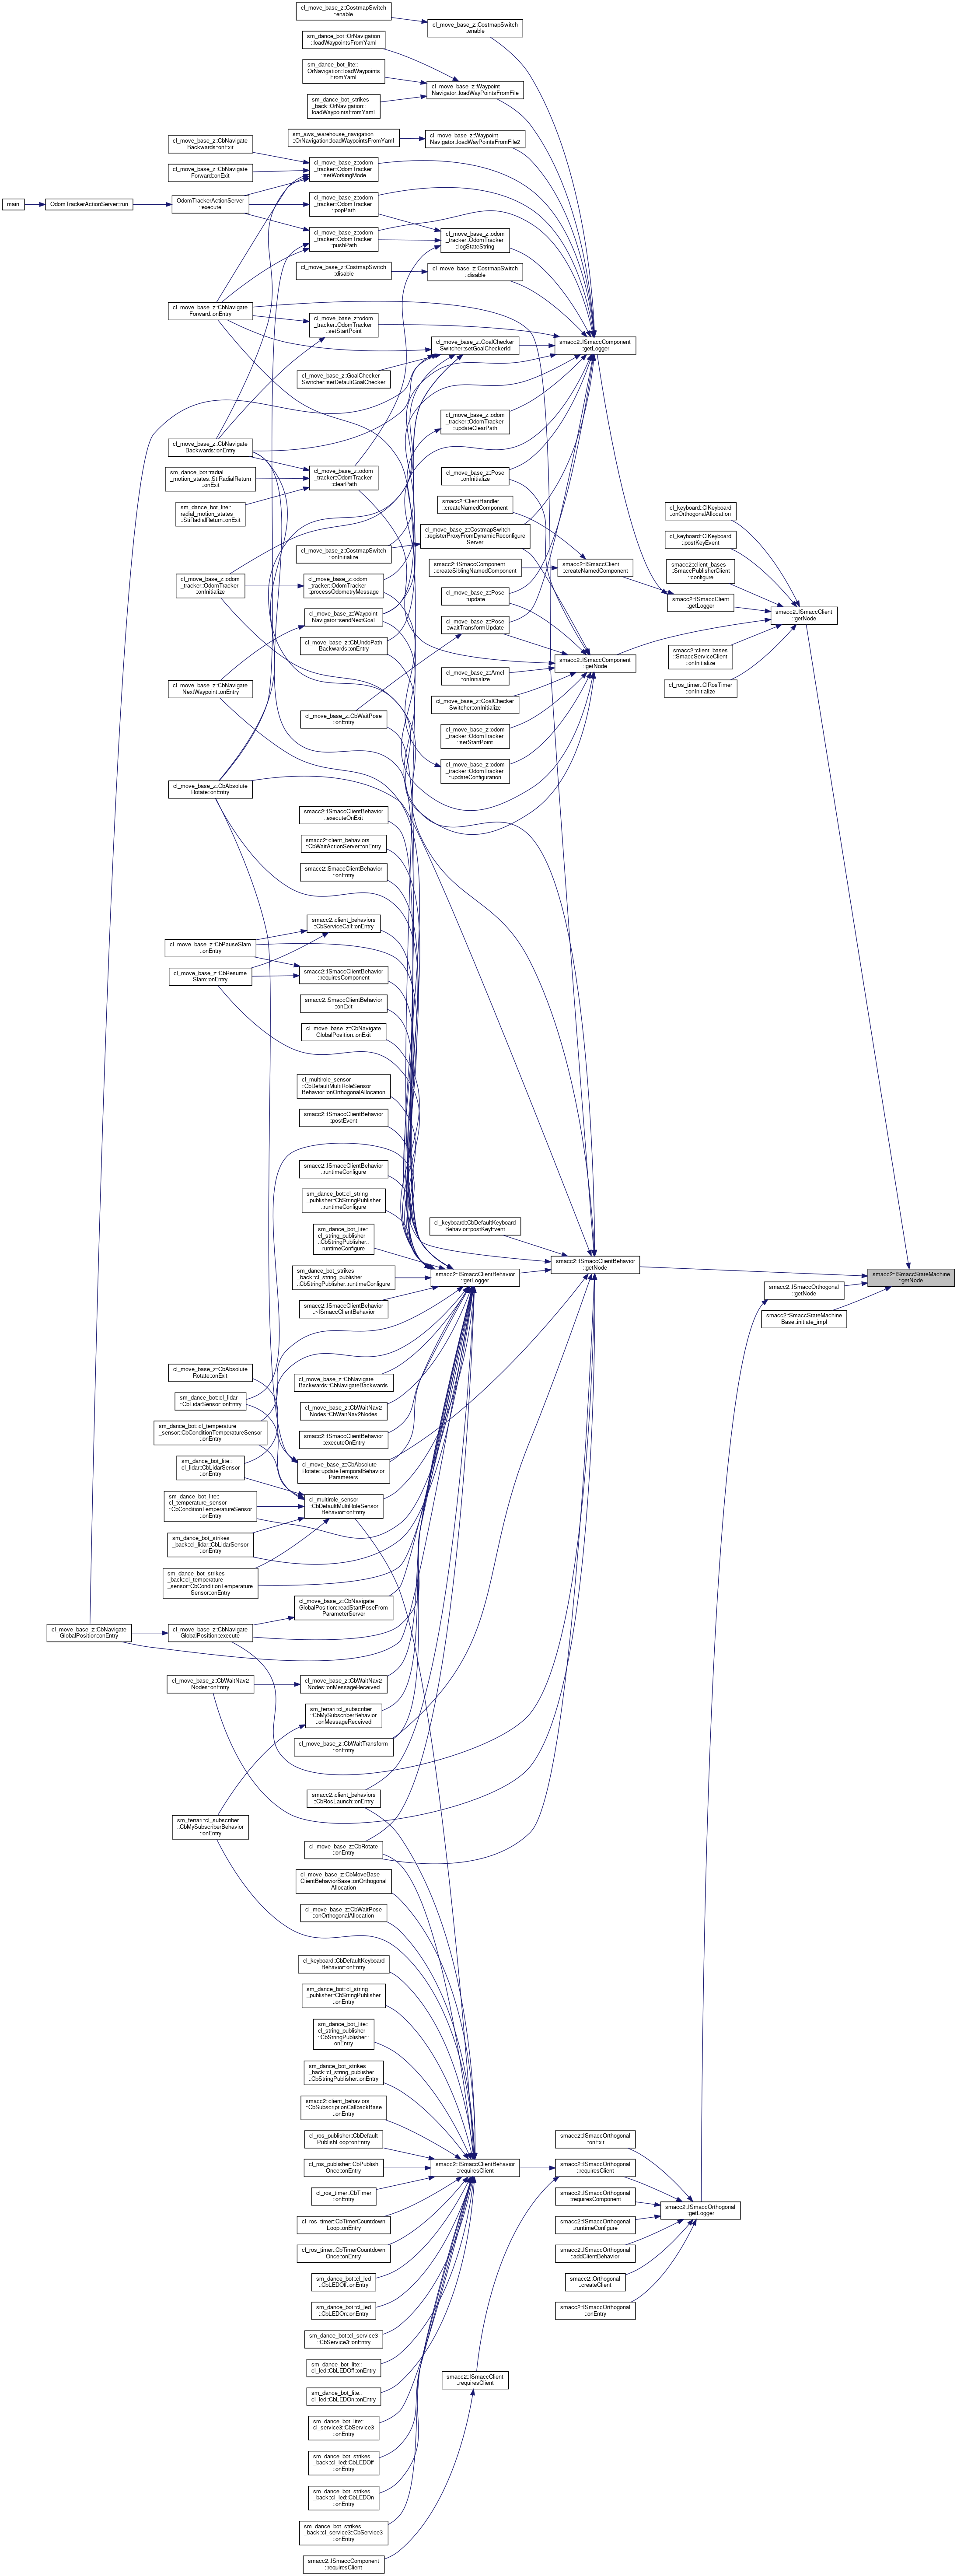 cl_move_base_z::CostmapSwitch
::enable
cl_move_base_z::CostmapSwitch
::enable
sm_dance_bot::OrNavigation
::loadWaypointsFromYaml
sm_dance_bot_lite::
OrNavigation::loadWaypoints
FromYaml
cl_move_base_z::Waypoint
Navigator::loadWayPointsFromFile
sm_dance_bot_strikes
_back::OrNavigation::
loadWaypointsFromYaml
sm_aws_warehouse_navigation
::OrNavigation::loadWaypointsFromYaml
cl_move_base_z::Waypoint
Navigator::loadWayPointsFromFile2
cl_move_base_z::CbNavigate
Backwards::onExit
cl_move_base_z::CbNavigate
Forward::onExit
cl_move_base_z::odom
_tracker::OdomTracker
::setWorkingMode
main
OdomTrackerActionServer::run
OdomTrackerActionServer
::execute
cl_move_base_z::odom
_tracker::OdomTracker
::popPath
cl_move_base_z::odom
_tracker::OdomTracker
::pushPath
cl_move_base_z::odom
_tracker::OdomTracker
::logStateString
cl_move_base_z::CostmapSwitch
::disable
cl_move_base_z::CostmapSwitch
::disable
cl_move_base_z::CbNavigate
Forward::onEntry
cl_move_base_z::odom
_tracker::OdomTracker
::setStartPoint
cl_move_base_z::GoalChecker
Switcher::setGoalCheckerId
smacc2::ISmaccComponent
::getLogger
cl_move_base_z::GoalChecker
Switcher::setDefaultGoalChecker
cl_move_base_z::odom
_tracker::OdomTracker
::updateClearPath
cl_move_base_z::CbNavigate
Backwards::onEntry
sm_dance_bot::radial
_motion_states::StiRadialReturn
::onExit
cl_move_base_z::odom
_tracker::OdomTracker
::clearPath
cl_move_base_z::Pose
::onInitialize
sm_dance_bot_lite::
radial_motion_states
::StiRadialReturn::onExit
smacc2::ClientHandler
::createNamedComponent
cl_keyboard::ClKeyboard
::onOrthogonalAllocation
cl_move_base_z::CostmapSwitch
::registerProxyFromDynamicReconfigure
Server
cl_keyboard::ClKeyboard
::postKeyEvent
cl_move_base_z::CostmapSwitch
::onInitialize
smacc2::ISmaccComponent
::createSiblingNamedComponent
smacc2::ISmaccClient
::createNamedComponent
smacc2::client_bases
::SmaccPublisherClient
::configure
cl_move_base_z::odom
_tracker::OdomTracker
::onInitialize
cl_move_base_z::odom
_tracker::OdomTracker
::processOdometryMessage
cl_move_base_z::Pose
::update
smacc2::ISmaccClient
::getLogger
smacc2::ISmaccClient
::getNode
cl_move_base_z::Waypoint
Navigator::sendNextGoal
cl_move_base_z::Pose
::waitTransformUpdate
cl_move_base_z::CbUndoPath
Backwards::onEntry
smacc2::client_bases
::SmaccServiceClient
::onInitialize
smacc2::ISmaccComponent
::getNode
cl_move_base_z::Amcl
::onInitialize
cl_move_base_z::CbNavigate
NextWaypoint::onEntry
cl_ros_timer::ClRosTimer
::onInitialize
cl_move_base_z::GoalChecker
Switcher::onInitialize
cl_move_base_z::CbWaitPose
::onEntry
cl_move_base_z::odom
_tracker::OdomTracker
::setStartPoint
cl_move_base_z::odom
_tracker::OdomTracker
::updateConfiguration
cl_move_base_z::CbAbsolute
Rotate::onEntry
smacc2::ISmaccClientBehavior
::executeOnExit
smacc2::client_behaviors
::CbWaitActionServer::onEntry
smacc2::SmaccClientBehavior
::onEntry
smacc2::client_behaviors
::CbServiceCall::onEntry
cl_move_base_z::CbPauseSlam
::onEntry
cl_move_base_z::CbResume
Slam::onEntry
smacc2::ISmaccClientBehavior
::requiresComponent
smacc2::SmaccClientBehavior
::onExit
cl_move_base_z::CbNavigate
GlobalPosition::onExit
cl_multirole_sensor
::CbDefaultMultiRoleSensor
Behavior::onOrthogonalAllocation
smacc2::ISmaccClientBehavior
::postEvent
smacc2::ISmaccClientBehavior
::runtimeConfigure
sm_dance_bot::cl_string
_publisher::CbStringPublisher
::runtimeConfigure
cl_keyboard::CbDefaultKeyboard
Behavior::postKeyEvent
sm_dance_bot_lite::
cl_string_publisher
::CbStringPublisher::
runtimeConfigure
smacc2::ISmaccClientBehavior
::getNode
sm_dance_bot_strikes
_back::cl_string_publisher
::CbStringPublisher::runtimeConfigure
smacc2::ISmaccClientBehavior
::getLogger
smacc2::ISmaccStateMachine
::getNode
smacc2::ISmaccOrthogonal
::getNode
smacc2::ISmaccClientBehavior
::~ISmaccClientBehavior
smacc2::SmaccStateMachine
Base::initiate_impl
cl_move_base_z::CbAbsolute
Rotate::onExit
cl_move_base_z::CbNavigate
Backwards::CbNavigateBackwards
sm_dance_bot::cl_lidar
::CbLidarSensor::onEntry
cl_move_base_z::CbWaitNav2
Nodes::CbWaitNav2Nodes
sm_dance_bot::cl_temperature
_sensor::CbConditionTemperatureSensor
::onEntry
smacc2::ISmaccClientBehavior
::executeOnEntry
sm_dance_bot_lite::
cl_lidar::CbLidarSensor
::onEntry
cl_move_base_z::CbAbsolute
Rotate::updateTemporalBehavior
Parameters
sm_dance_bot_lite::
cl_temperature_sensor
::CbConditionTemperatureSensor
::onEntry
cl_multirole_sensor
::CbDefaultMultiRoleSensor
Behavior::onEntry
sm_dance_bot_strikes
_back::cl_lidar::CbLidarSensor
::onEntry
sm_dance_bot_strikes
_back::cl_temperature
_sensor::CbConditionTemperature
Sensor::onEntry
cl_move_base_z::CbNavigate
GlobalPosition::readStartPoseFrom
ParameterServer
cl_move_base_z::CbNavigate
GlobalPosition::onEntry
cl_move_base_z::CbNavigate
GlobalPosition::execute
cl_move_base_z::CbWaitNav2
Nodes::onEntry
cl_move_base_z::CbWaitNav2
Nodes::onMessageReceived
sm_ferrari::cl_subscriber
::CbMySubscriberBehavior
::onMessageReceived
cl_move_base_z::CbWaitTransform
::onEntry
smacc2::client_behaviors
::CbRosLaunch::onEntry
sm_ferrari::cl_subscriber
::CbMySubscriberBehavior
::onEntry
cl_move_base_z::CbRotate
::onEntry
cl_move_base_z::CbMoveBase
ClientBehaviorBase::onOrthogonal
Allocation
cl_move_base_z::CbWaitPose
::onOrthogonalAllocation
cl_keyboard::CbDefaultKeyboard
Behavior::onEntry
sm_dance_bot::cl_string
_publisher::CbStringPublisher
::onEntry
sm_dance_bot_lite::
cl_string_publisher
::CbStringPublisher::
onEntry
sm_dance_bot_strikes
_back::cl_string_publisher
::CbStringPublisher::onEntry
smacc2::client_behaviors
::CbSubscriptionCallbackBase
::onEntry
cl_ros_publisher::CbDefault
PublishLoop::onEntry
smacc2::ISmaccOrthogonal
::onExit
cl_ros_publisher::CbPublish
Once::onEntry
smacc2::ISmaccClientBehavior
::requiresClient
smacc2::ISmaccOrthogonal
::requiresClient
cl_ros_timer::CbTimer
::onEntry
smacc2::ISmaccOrthogonal
::requiresComponent
smacc2::ISmaccOrthogonal
::getLogger
cl_ros_timer::CbTimerCountdown
Loop::onEntry
smacc2::ISmaccOrthogonal
::runtimeConfigure
cl_ros_timer::CbTimerCountdown
Once::onEntry
smacc2::ISmaccOrthogonal
::addClientBehavior
sm_dance_bot::cl_led
::CbLEDOff::onEntry
smacc2::Orthogonal
::createClient
sm_dance_bot::cl_led
::CbLEDOn::onEntry
smacc2::ISmaccOrthogonal
::onEntry
sm_dance_bot::cl_service3
::CbService3::onEntry
sm_dance_bot_lite::
cl_led::CbLEDOff::onEntry
smacc2::ISmaccClient
::requiresClient
sm_dance_bot_lite::
cl_led::CbLEDOn::onEntry
sm_dance_bot_lite::
cl_service3::CbService3
::onEntry
sm_dance_bot_strikes
_back::cl_led::CbLEDOff
::onEntry
sm_dance_bot_strikes
_back::cl_led::CbLEDOn
::onEntry
sm_dance_bot_strikes
_back::cl_service3::CbService3
::onEntry
smacc2::ISmaccComponent
::requiresClient